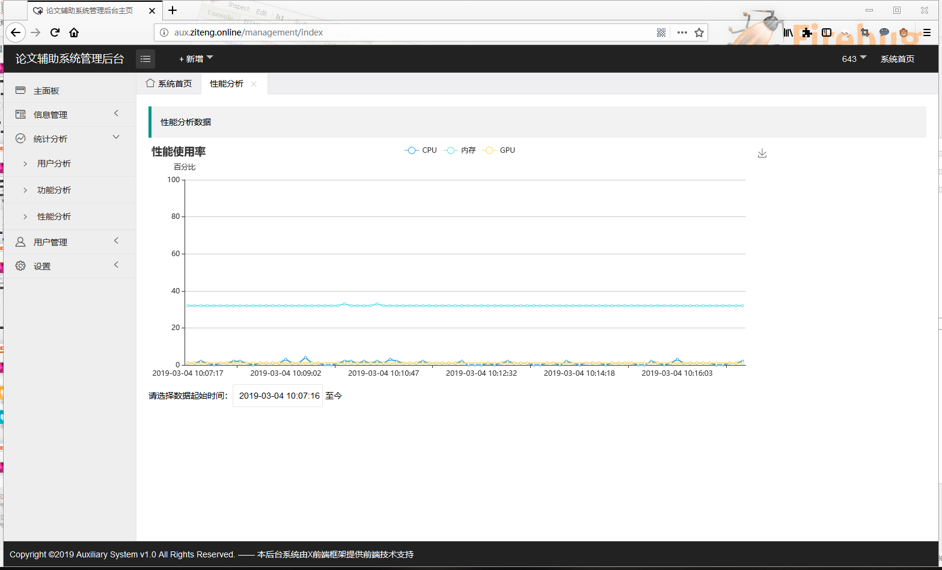 论文辅助系统管理后台主页
aux.ziteng.online/management/index
Firebug
论文辅助系统管理后台
+ 新增
643
系统首页
主面板
信息管理
统计分析
用户分析
功能分析
性能分析
用户管理
设置
系统首页
性能分析
性能分析数据
性能使用率
CPU
内存
GPU
百分比
100
80
60
40
20
0
2019-03-04 10:07:17
2019-03-04 10:09:02
2019-03-04 10:10:47
2019-03-04 10:12:32
2019-03-04 10:14:18
2019-03-04 10:16:03
请选择数据起始时间： 2019-03-04 10:07:16 至今
Copyright ©2019 Auxiliary System v1.0 All Rights Reserved. —— 本后台系统由X前端框架提供前端技术支持